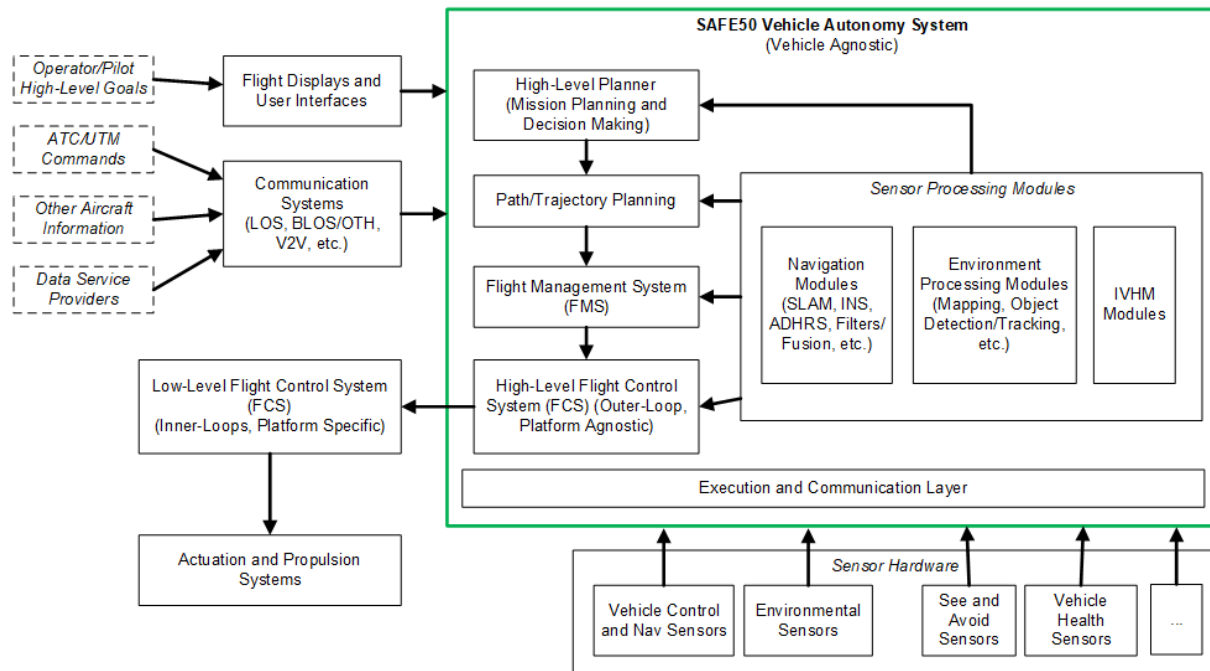 SAFE50 Vehicle Autonomy System
(Vehicle Agnostic)
Operator/Pilot
High-Level Goals
Flight Displays and
User Interfaces
ATC/UTM
Commands
Other Aircraft
Information
Data Service
Providers
Communication
Systems
(LOS, BLOS/OTH,
V2V, etc.)
High-Level Planner
(Mission Planning and
Decision Making)
Path/Trajectory Planning
Flight Management System
(FMS)
High-Level Flight Control
System (FCS) (Outer-Loop,
Platform Agnostic)
Sensor Processing Modules
Navigation
Modules
(SLAM, INS,
ADHRS, Filters/
Fusion, etc.)
Environment
Processing Modules
(Mapping, Object
Detection/Tracking,
etc.)
IVHM
Modules
Low-Level Flight Control System
(FCS)
(Inner-Loops, Platform Specific)
Actuation and Propulsion
Systems
Execution and Communication Layer
Sensor Hardware
Vehicle Control
and Nav Sensors
Environmental
Sensors
See and
Avoid
Sensors
Vehicle
Health
Sensors
...